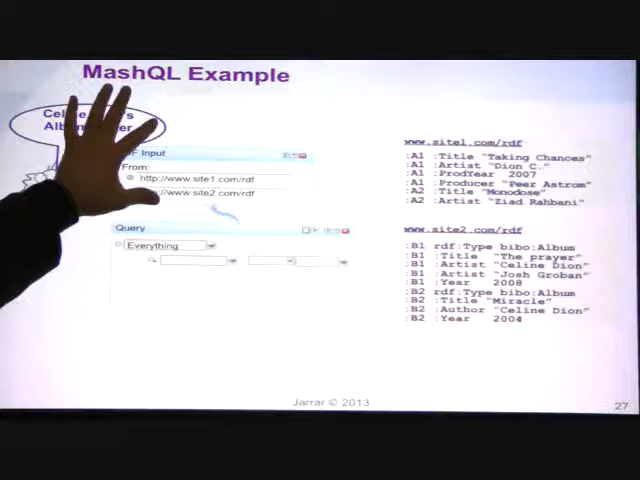 MashQL Example
RDF Input
From:
http://www.site1.com/rdf
www.site2.com/rdf
Query
Everything
www.site1.com/rdf
:A1 :Title "Taking Chances"
:A1 :Artist "Dion C."
:A1 :ProdYear 2007
:A1 :Producer "Peer Astrom"
:A2 :Title "Monodose"
:A2 :Artist "Ziad Rahbani"
www.site2.com/rdf
:B1 rdf:Type bibo:Album
:B1 :Title "The prayer"
:B1 :Artist "Celine Dion"
:B1 :Artist "Josh Groban"
:B1 :Year 2008
:B2 rdf:Type bibo:Album
:B2 :Title "Miracle"
:B2 :Author "Celine Dion"
:B2 :Year 2004
Jarrar © 2013
27